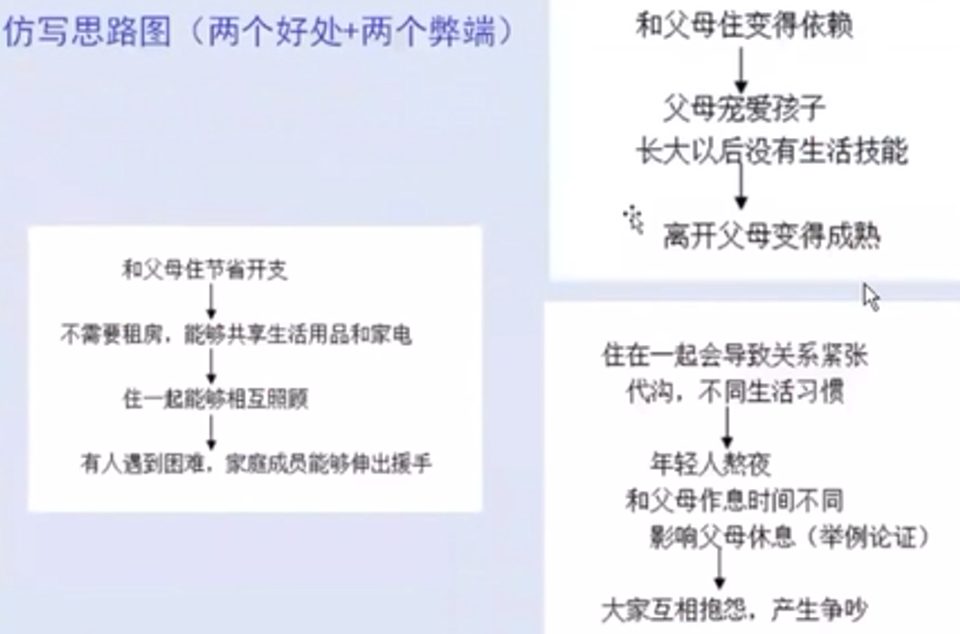 仿写思路图（两个好处+两个弊端）
和父母住节省开支
不需要租房，能够共享生活用品和家电
住一起能够相互照顾
有人遇到困难，家庭成员能够伸出援手
和父母住变得依赖
父母宠爱孩子
长大以后没有生活技能
离开父母变得成熟
住在一起会导致关系紧张
代沟，不同生活习惯
年轻人熬夜
和父母作息时间不同
影响父母休息（举例论证）
大家互相抱怨，产生争吵